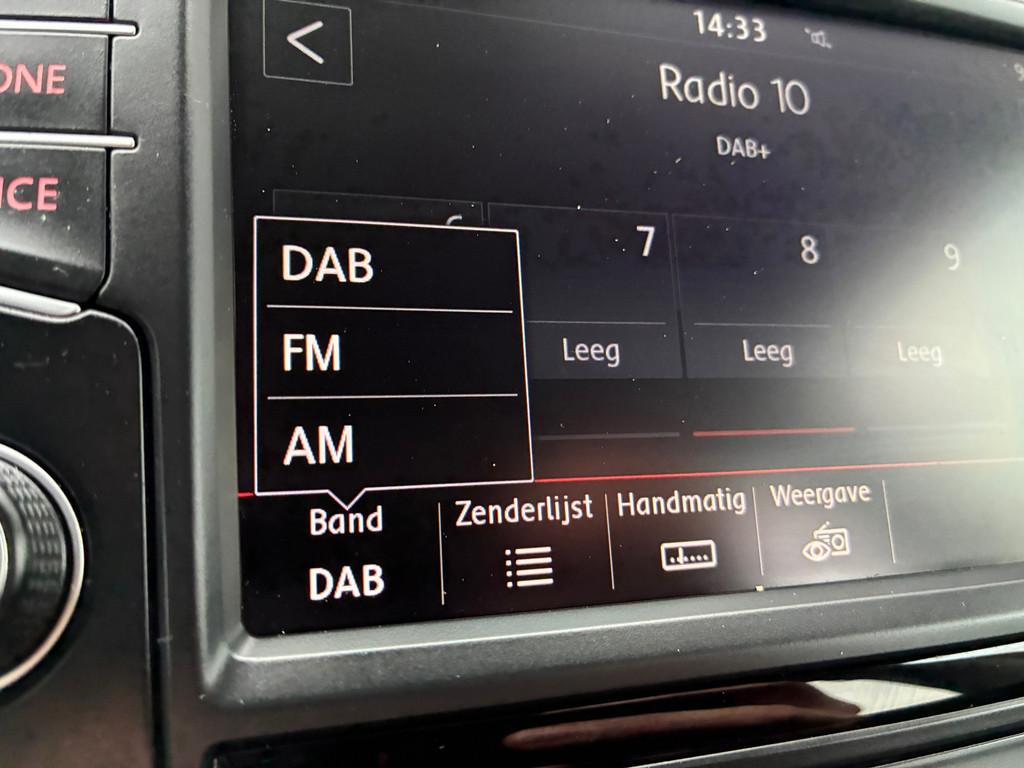 14:33
Radio 10
DAB+
ONE
ICE
7
8
9
Leeg
Leeg
Leeg
DAB
FM
AM
Band
DAB
Zenderlijst
Handmatig
Weergave